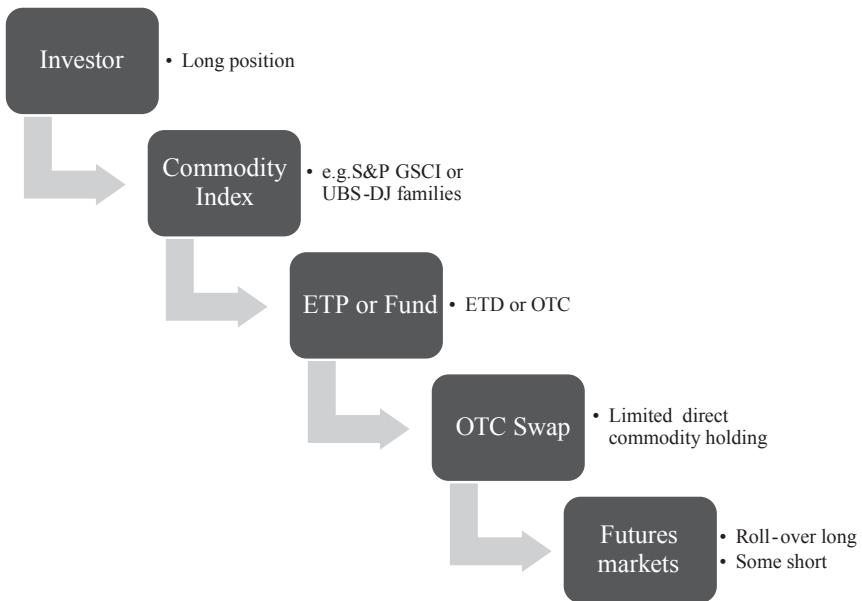 Investor
• Long position
Commodity
Index
• e.g.S&P GSCI or
UBS-DJ families
ETP or Fund
• ETD or OTC
OTC Swap
• Limited direct
commodity holding
Futures
markets
• Roll-over long
• Some short